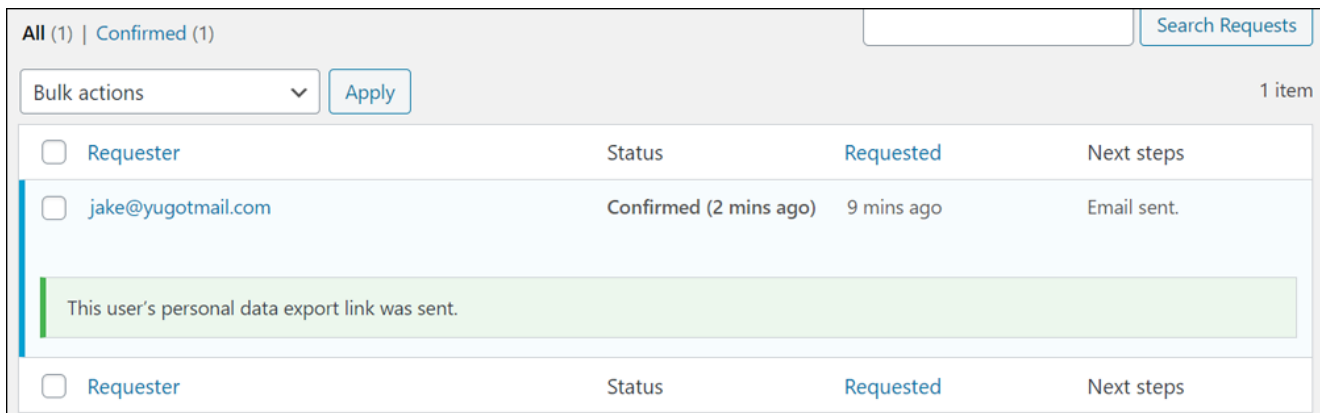 All (1) | Confirmed (1)
Search Requests
Bulk actions
Apply
1 item
Requester Status Requested Next steps
jake@yugotmail.com Confirmed (2 mins ago) 9 mins ago Email sent.
This user's personal data export link was sent.
Requester Status Requested Next steps